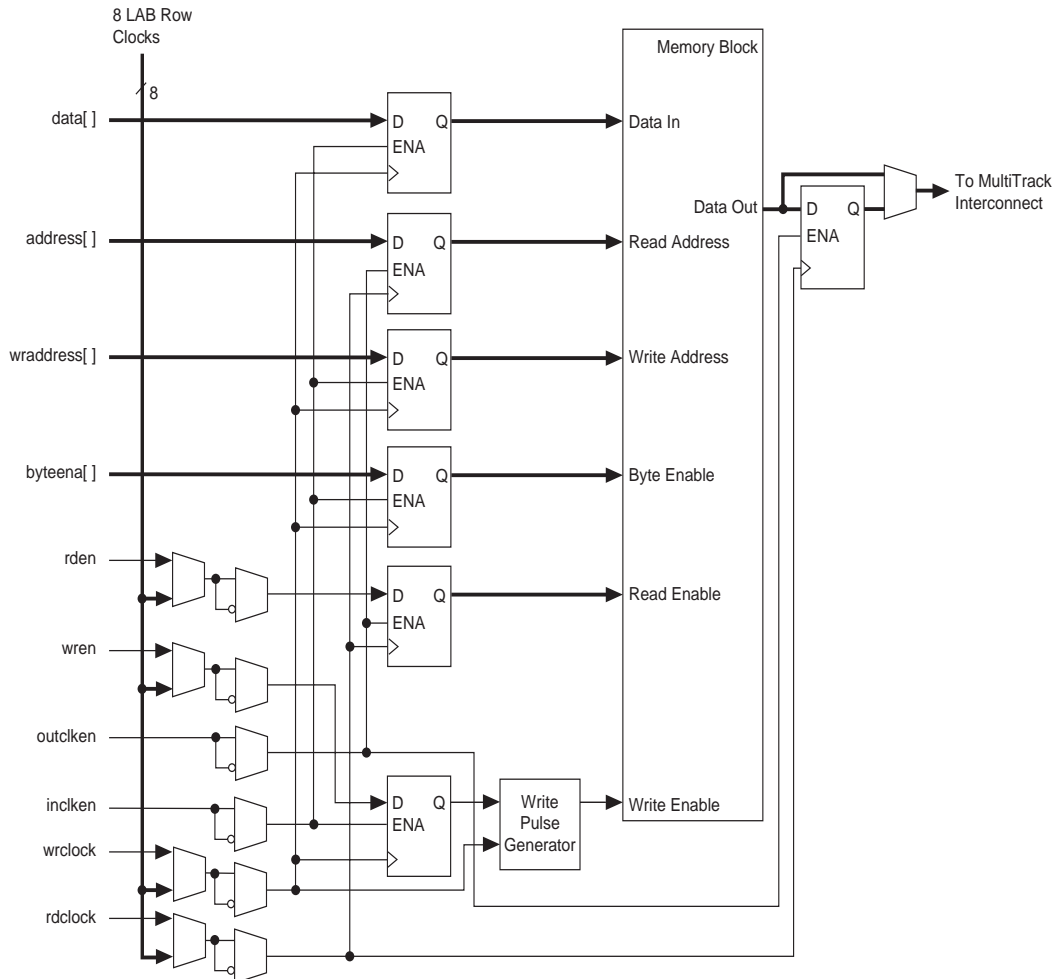 8 LAB Row
Clocks
8
Memory Block
data[ ]
D Q
ENA
Data In
To MultiTrack
Interconnect
Data Out
D Q
ENA
address[ ]
D Q
ENA
Read Address
wraddress[ ]
D Q
ENA
Write Address
byteena[ ]
D Q
ENA
Byte Enable
rden
D Q
ENA
Read Enable
wren
outclken
inclken
D Q
ENA
Write
Pulse
Generator
Write Enable
wrclock
rdclock